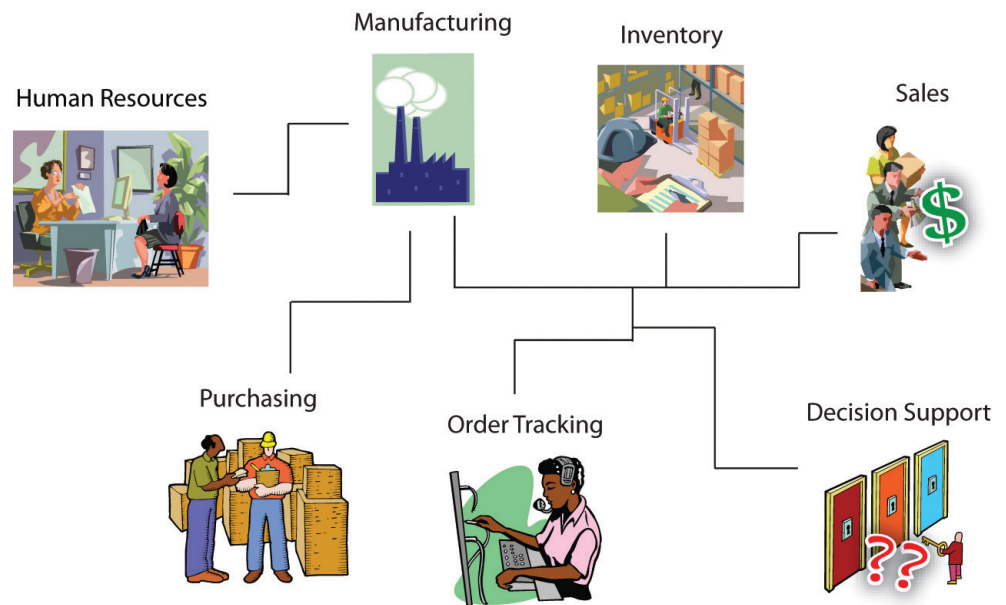 Manufacturing
Inventory
Human Resources
Sales
$
Purchasing
Order Tracking
Decision Support
??